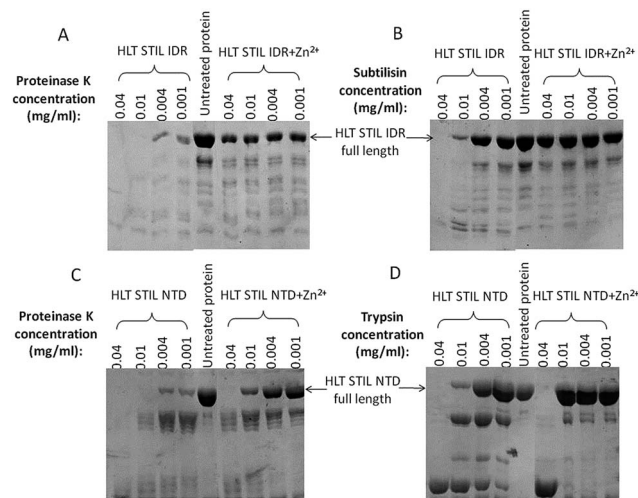 A
HLT STIL IDR
HLT STIL IDR+Zn²⁺
Untreated protein
Proteinase K
concentration
(mg/ml):
0.04
0.01
0.004
0.001
0.04
0.01
0.004
0.001
B
HLT STIL IDR
HLT STIL IDR+Zn²⁺
Untreated protein
Subtilisin
concentration
(mg/ml):
0.04
0.01
0.004
0.001
0.04
0.01
0.004
0.001
HLT STIL IDR
full length
C
HLT STIL NTD
HLT STIL NTD+Zn²⁺
Untreated protein
Proteinase K
concentration
(mg/ml):
0.04
0.01
0.004
0.001
0.04
0.01
0.004
0.001
D
HLT STIL NTD
HLT STIL NTD+Zn²⁺
Untreated protein
Trypsin
concentration
(mg/ml):
0.04
0.01
0.004
0.001
0.04
0.01
0.004
0.001
HLT STIL NTD
full length